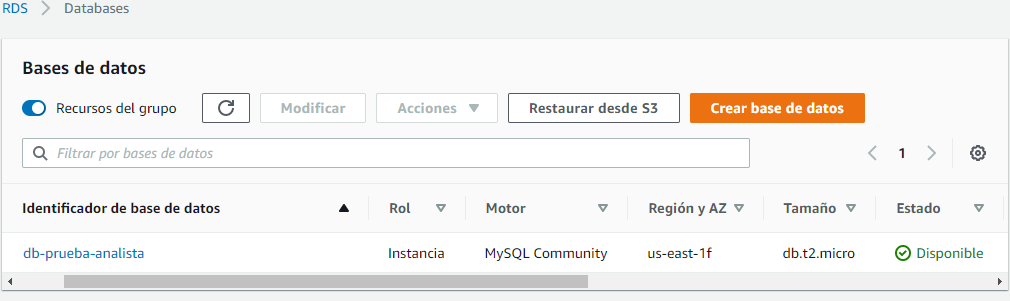 RDS > Databases
Bases de datos
Recursos del grupo Modificar Acciones Restaurar desde S3 Crear base de datos
Filtrar por bases de datos 1
Identificador de base de datos Rol Motor Región y AZ Tamaño Estado
db-prueba-analista Instancia MySQL Community us-east-1f db.t2.micro Disponible